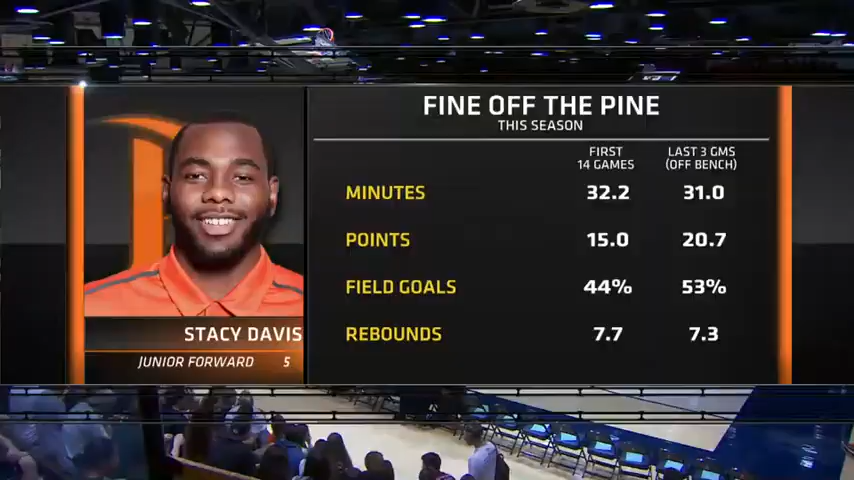 FINE OFF THE PINE
THIS SEASON
FIRST 14 GAMES
LAST 3 GMS (OFF BENCH)
MINUTES 32.2 31.0
POINTS 15.0 20.7
FIELD GOALS 44% 53%
REBOUNDS 7.7 7.3
STACY DAVIS
JUNIOR FORWARD 5